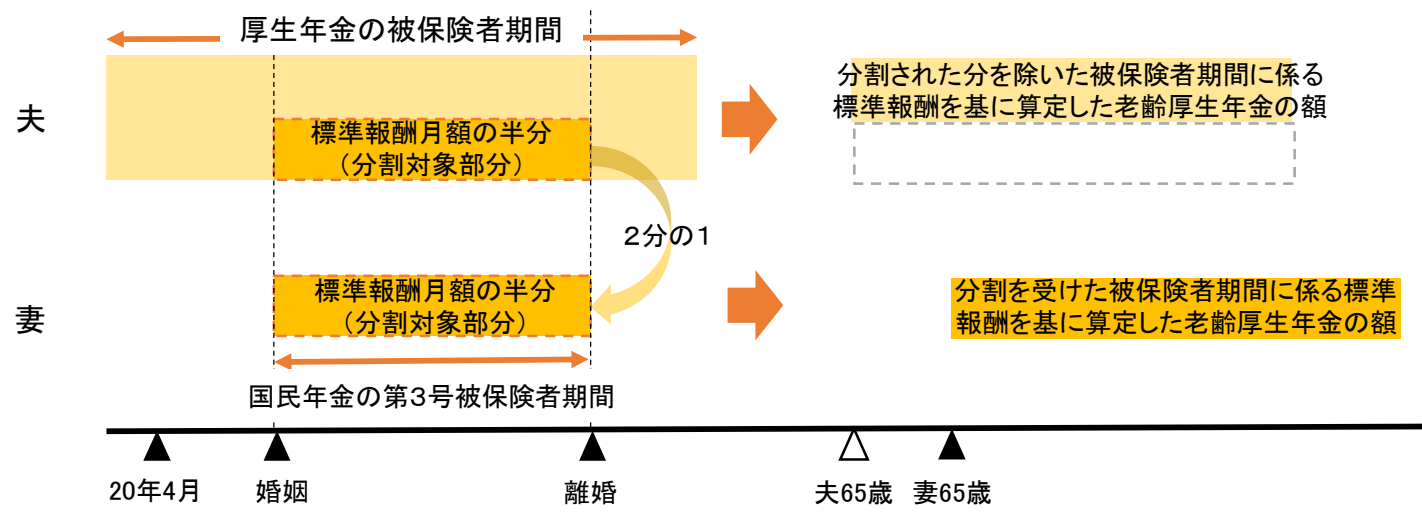 厚生年金の被保険者期間
夫
標準報酬月額の半分
（分割対象部分）
分割された分を除いた被保険者期間に係る
標準報酬を基に算定した老齢厚生年金の額
２分の１
妻
標準報酬月額の半分
（分割対象部分）
分割を受けた被保険者期間に係る標準
報酬を基に算定した老齢厚生年金の額
国民年金の第３号被保険者期間
20年4月
婚姻
離婚
夫65歳
妻65歳